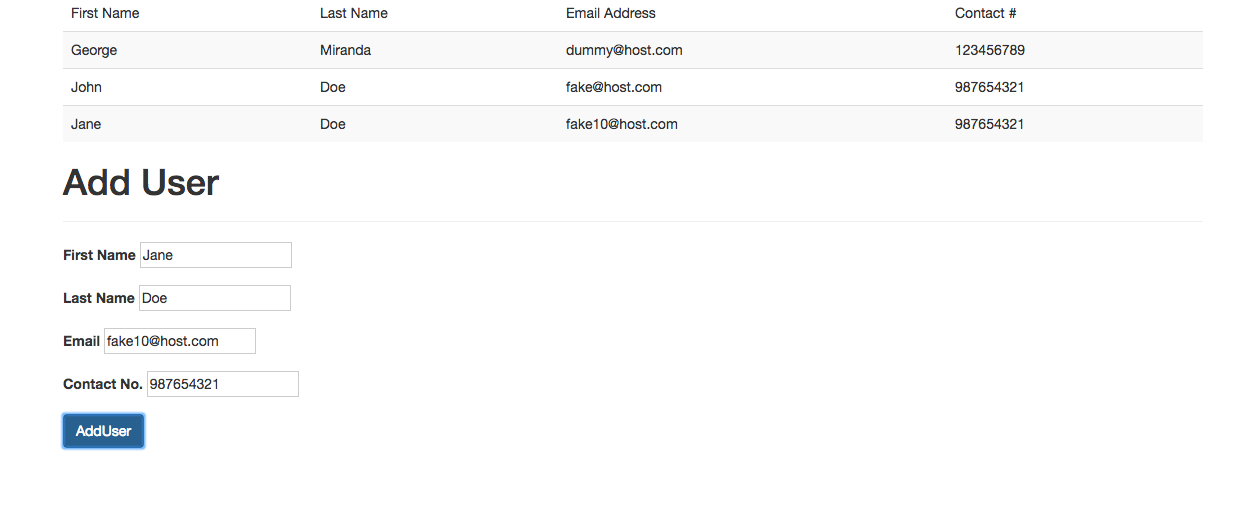 First Name Last Name Email Address Contact #
George Miranda dummy@host.com 123456789
John Doe fake@host.com 987654321
Jane Doe fake10@host.com 987654321
Add User
First Name Jane
Last Name Doe
Email fake10@host.com
Contact No. 987654321
AddUser